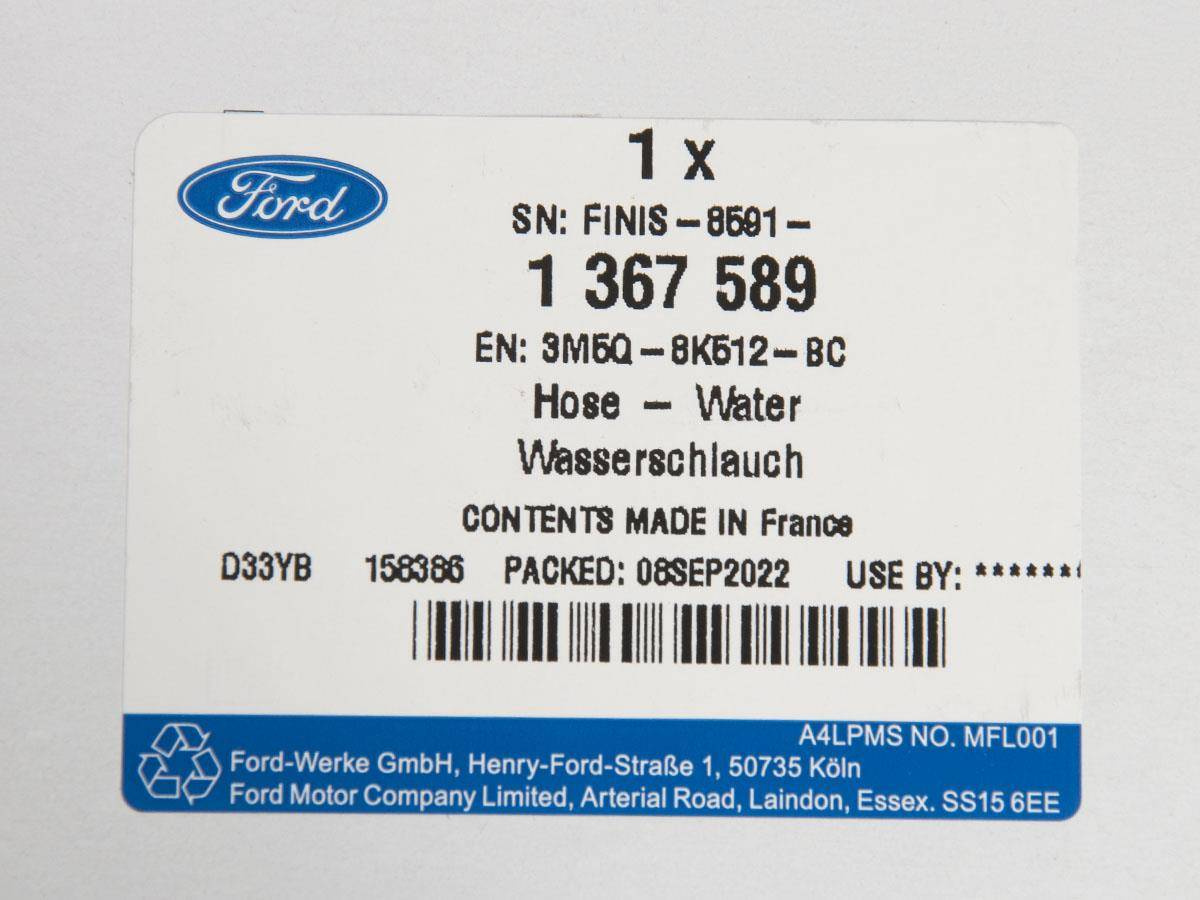 Ford
1 x
SN: FINIS-8591-
1 367 589
EN: 3M5Q-8K512-BC
Hose - Water
Wasserschlauch
CONTENTS MADE IN France
D33YB 158386 PACKED: 08SEP2022 USE BY: *******
A4LPMS NO. MFL001
Ford-Werke GmbH, Henry-Ford-Straße 1, 50735 Köln
Ford Motor Company Limited, Arterial Road, Laindon, Essex. SS15 6EE